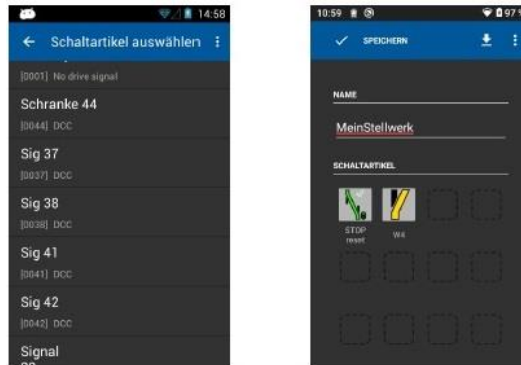 14:58
Schaltartikel auswählen
[0001] No drive signal
Schranke 44
[0044] DCC
Sig 37
[0037] DCC
Sig 38
[0038] DCC
Sig 41
[0041] DCC
Sig 42
[0042] DCC
Signal
10:59
97
SPEICHERN
NAME
MeinStellwerk
SCHALTARTIKEL
STOP
reset
W4